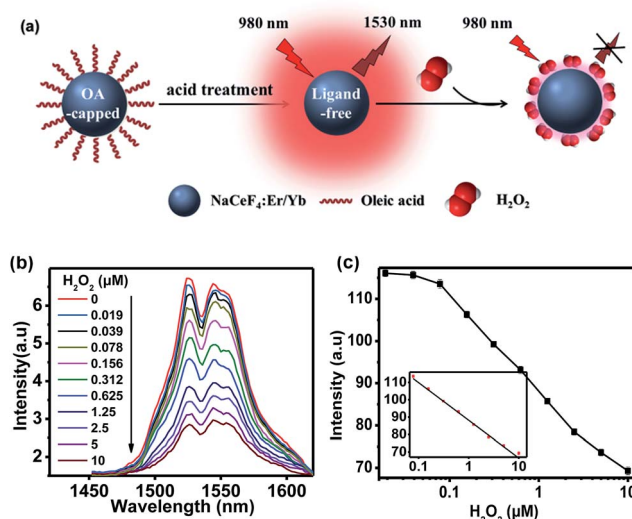 (a)
980 nm
1530 nm
980 nm
H₂O₂
OA
-capped
acid treatment
Ligand
-free
NaCeF₄:Er/Yb
Oleic acid
H₂O₂
(b)
H₂O₂ (μM)
0
0.019
0.039
0.078
0.156
0.312
0.625
1.25
2.5
5
10
Intensity(a.u)
6
5
4
3
2
1450
1500
1550
1600
Wavelength (nm)
(c)
Intensity (a.u)
110
100
90
80
70
110
100
90
80
70
0.1
1
10
0.1
1
10
H₂O₂ (μM)